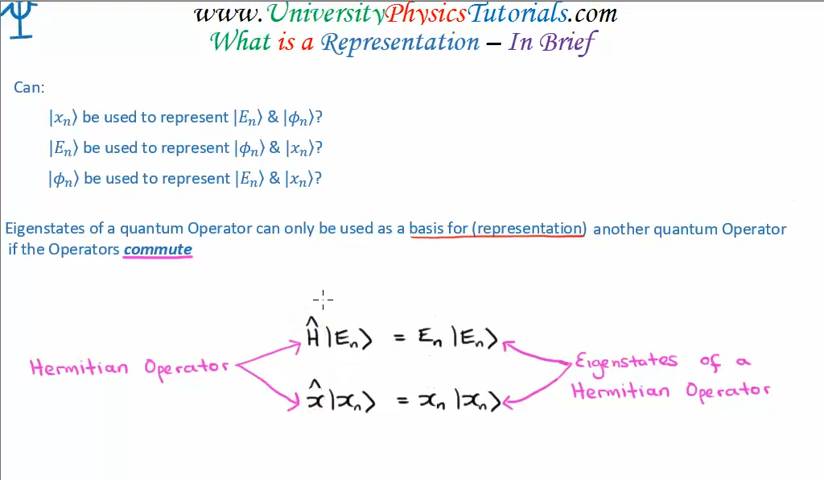 www.UniversityPhysicsTutorials.com
What is a Representation – In Brief
Can:
|xₙ⟩ be used to represent |Eₙ⟩ & |ϕₙ⟩?
|Eₙ⟩ be used to represent |ϕₙ⟩ & |xₙ⟩?
|ϕₙ⟩ be used to represent |Eₙ⟩ & |xₙ⟩?
Eigenstates of a quantum Operator can only be used as a basis for (representation) another quantum Operator
if the Operators commute
Ĥ|Eₙ⟩ = Eₙ|Eₙ⟩
Hermitian Operator
Eigenstates of a
Hermitian Operator
x̂|xₙ⟩ = xₙ|xₙ⟩